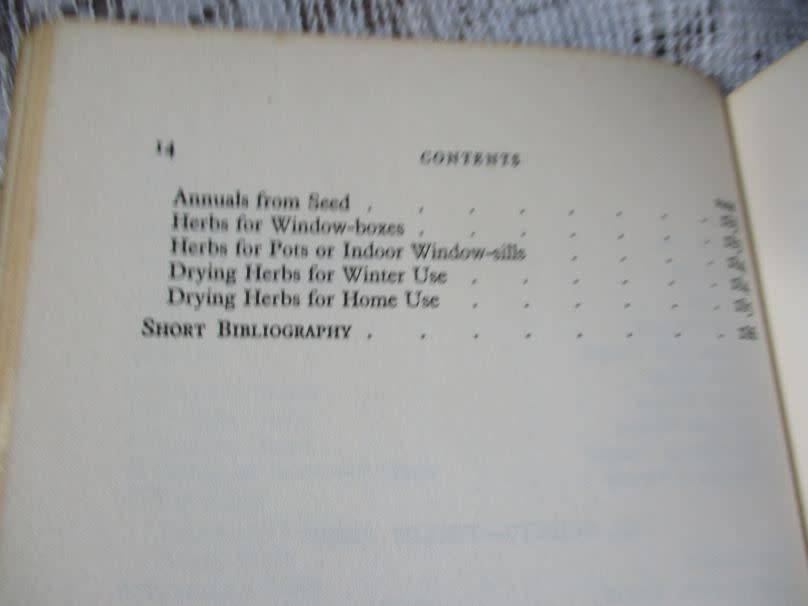 14 CONTENTS
Annuals from Seed . . . . . . . .
Herbs for Window-boxes . . . . . . .
Herbs for Pots or Indoor Window-sills . . . .
Drying Herbs for Winter Use . . . . . .
Drying Herbs for Home Use . . . . . .
SHORT BIBLIOGRAPHY . . . . . . . .